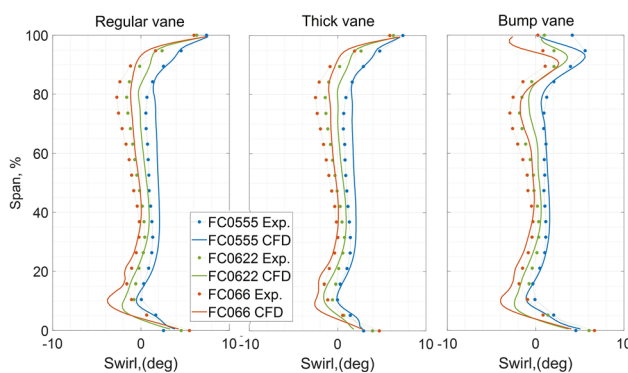 Regular vane
Thick vane
Bump vane
100
80
60
40
20
0
Span, %
FC0555 Exp.
FC0555 CFD
FC0622 Exp.
FC0622 CFD
FC066 Exp.
FC066 CFD
-10 0 10
-10 0 10
-10 0 10
Swirl,(deg)
Swirl,(deg)
Swirl,(deg)